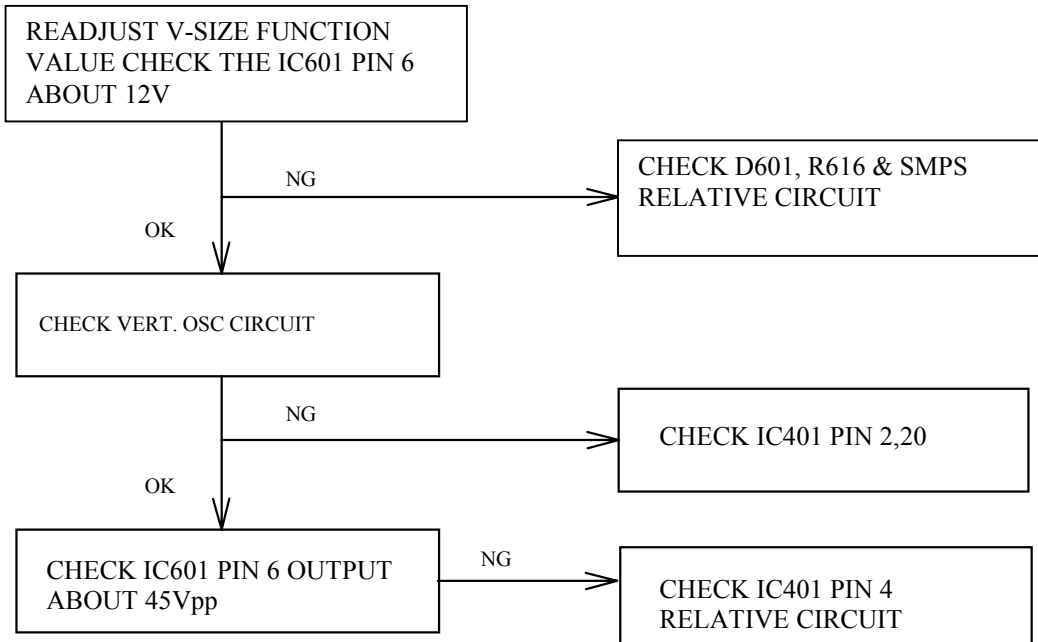 READJUST V-SIZE FUNCTION
VALUE CHECK THE IC601 PIN 6
ABOUT 12V
NG
CHECK D601, R616 & SMPS
RELATIVE CIRCUIT
OK
CHECK VERT. OSC CIRCUIT
NG
CHECK IC401 PIN 2,20
OK
CHECK IC601 PIN 6 OUTPUT
ABOUT 45Vpp
NG
CHECK IC401 PIN 4
RELATIVE CIRCUIT